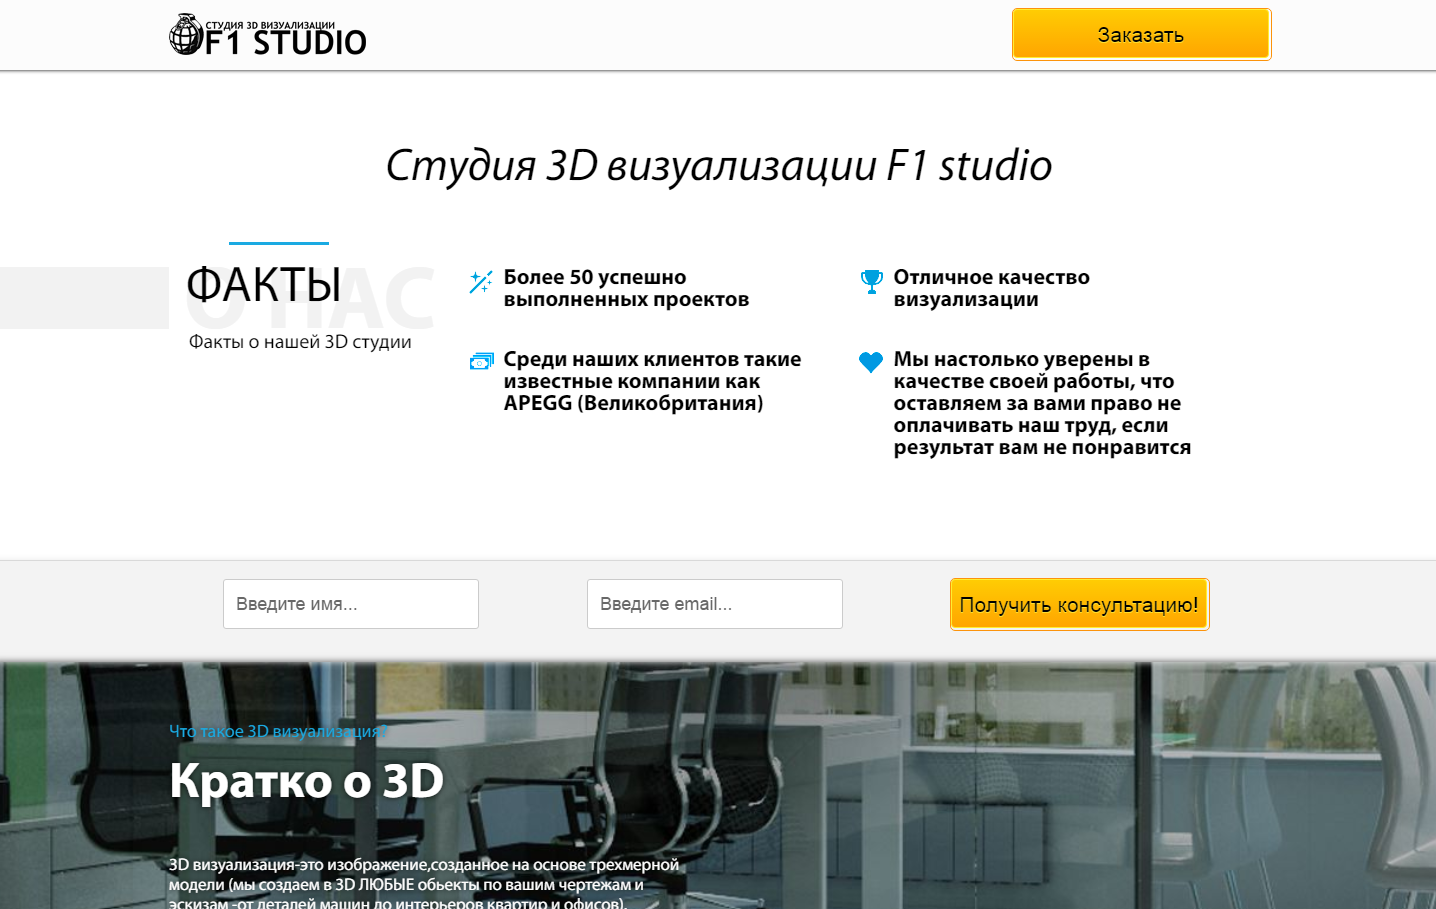 СТУДИЯ 3D ВИЗУАЛИЗАЦИИ
F1 STUDIO
Заказать
Студия 3D визуализации F1 studio
О НАС
ФАКТЫ
Факты о нашей 3D студии
Более 50 успешно
выполненных проектов
Отличное качество
визуализации
Среди наших клиентов такие
известные компании как
APEGG (Великобритания)
Мы настолько уверены в
качестве своей работы, что
оставляем за вами право не
оплачивать наш труд, если
результат вам не понравится
Введите имя...
Введите email...
Получить консультацию!
Что такое 3D визуализация?
Кратко о 3D
3D визуализация-это изображение,созданное на основе трехмерной
модели (мы создаем в 3D ЛЮБЫЕ обьекты по вашим чертежам и
эскизам -от деталей машин до интерьеров квартир и офисов).